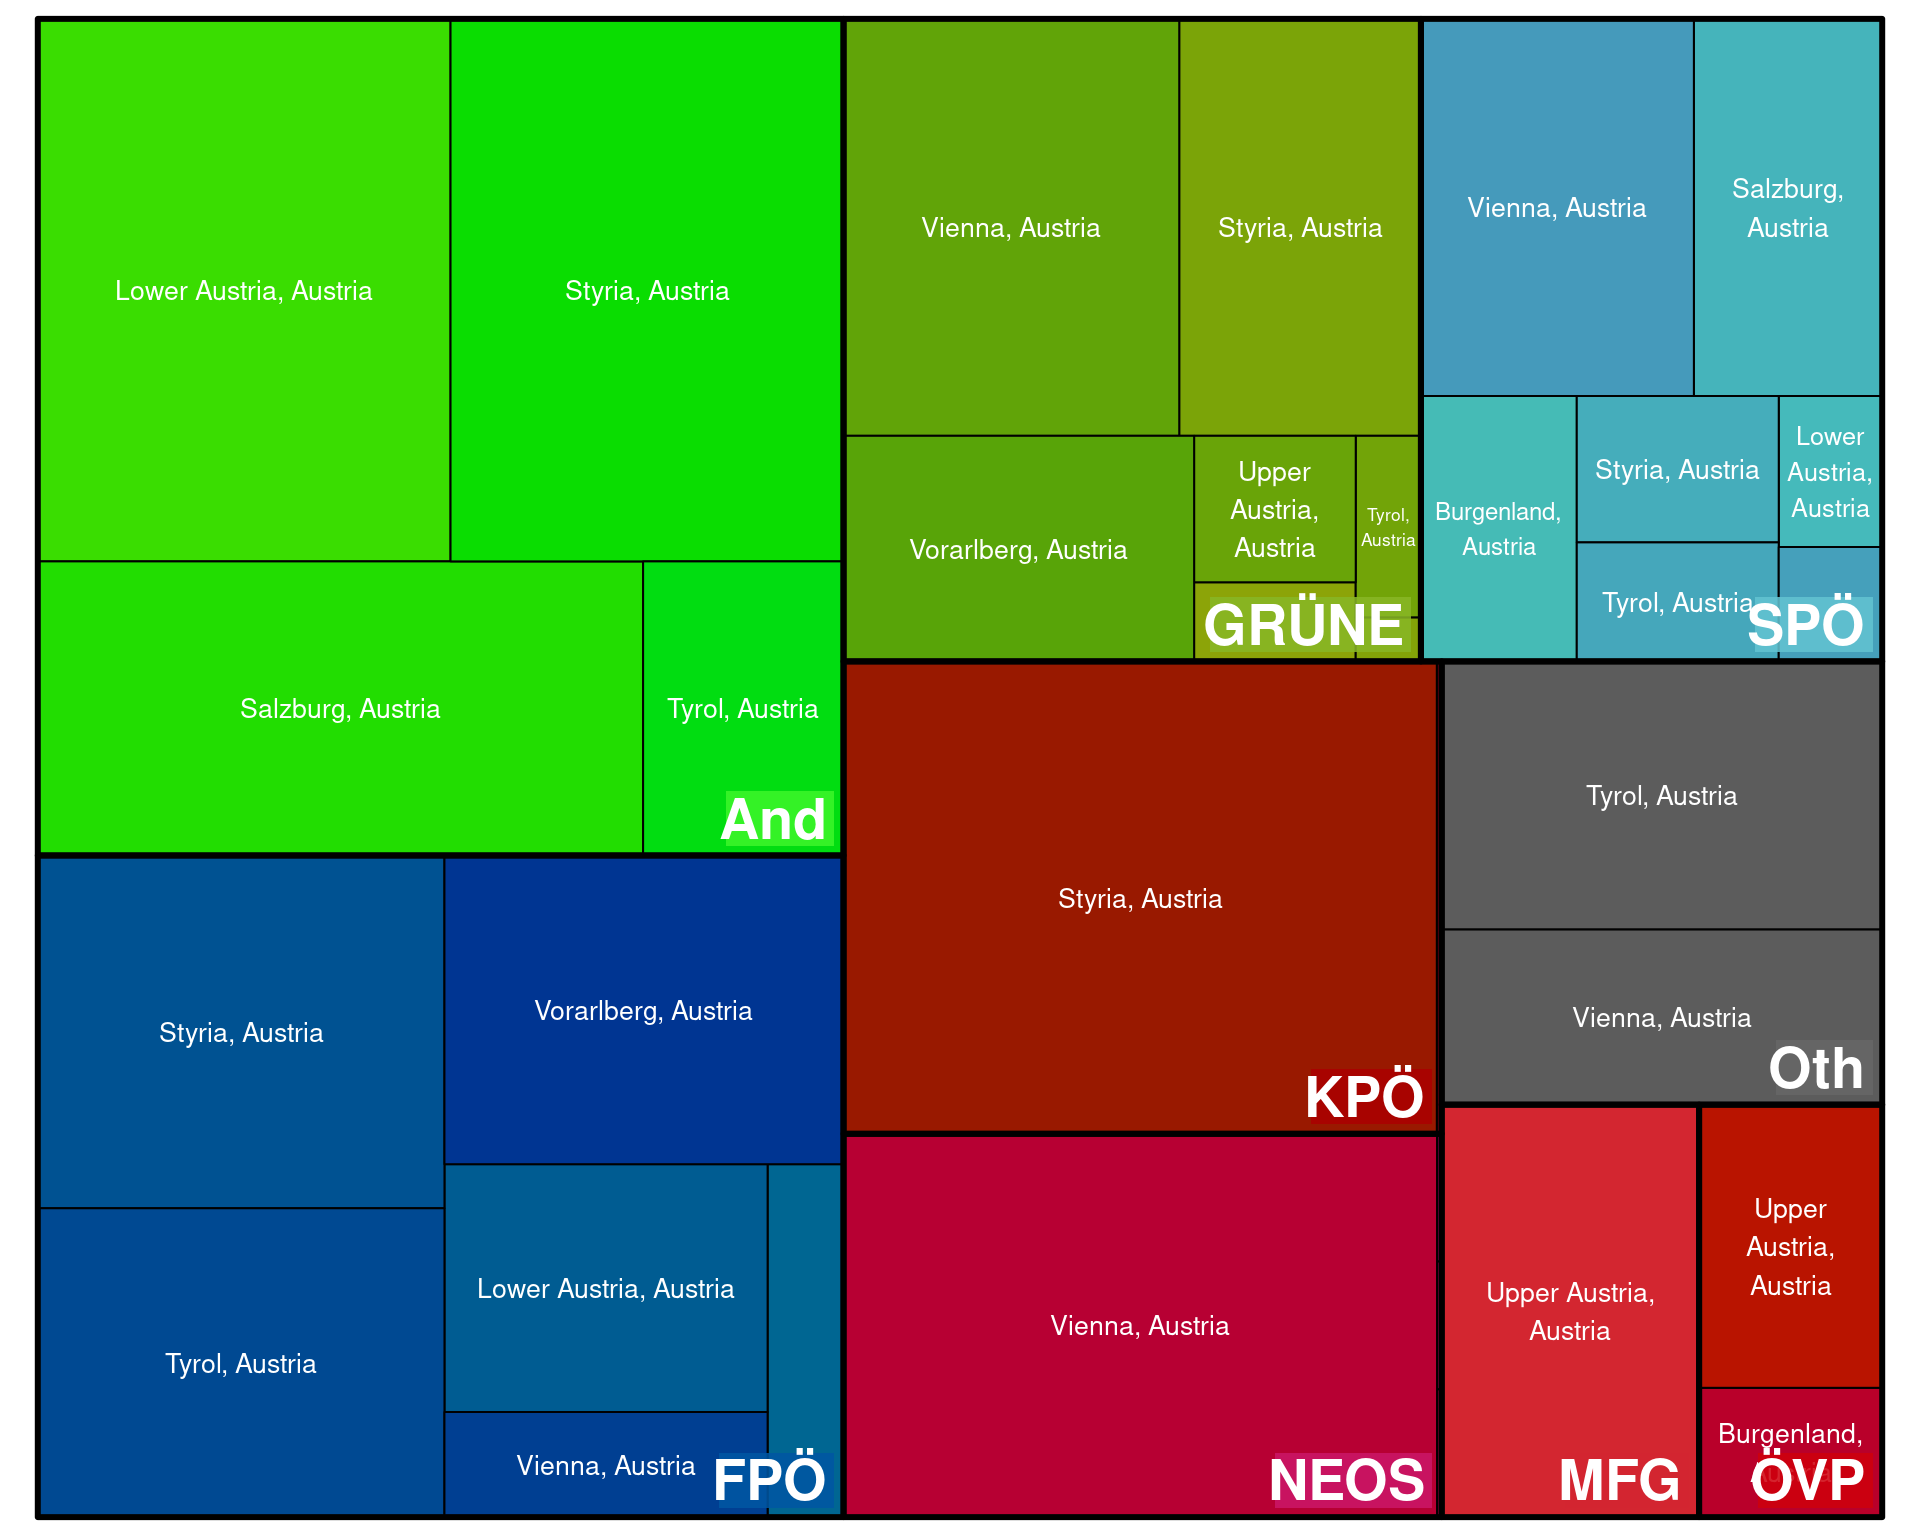 Lower Austria, Austria
Styria, Austria
Salzburg, Austria
Tyrol, Austria
And
Styria, Austria
Vorarlberg, Austria
Tyrol, Austria
Lower Austria, Austria
Vienna, Austria
FPÖ
Vienna, Austria
Styria, Austria
Vorarlberg, Austria
Upper
Austria,
Austria
Tyrol,
Austria
GRÜNE
Vienna, Austria
Salzburg,
Austria
Burgenland,
Austria
Styria, Austria
Lower
Austria,
Austria
Tyrol, Austria
SPÖ
Styria, Austria
KPÖ
Tyrol, Austria
Vienna, Austria
Oth
Vienna, Austria
NEOS
Upper Austria,
Austria
MFG
Upper
Austria,
Austria
Burgenland,
Austria
ÖVP